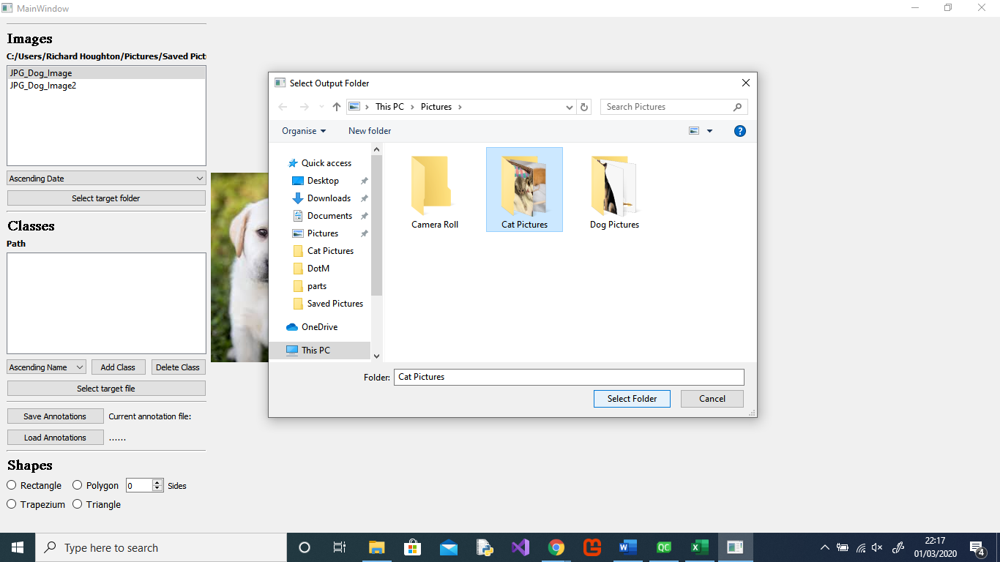 MainWindow
Images
C:/Users/Richard Houghton/Pictures/Saved Pict
JPG_Dog_Image
JPG_Dog_Image2
Ascending Date
Select target folder
Classes
Path
Ascending Name
Add Class
Delete Class
Select target file
Save Annotations
Current annotation file:
Load Annotations
......
Shapes
Rectangle
Polygon
0
Sides
Trapezium
Triangle
Select Output Folder
This PC > Pictures >
Search Pictures
Organise
New folder
?
Quick access
Desktop
Downloads
Documents
Pictures
Cat Pictures
DotM
parts
Saved Pictures
OneDrive
This PC
Camera Roll
Cat Pictures
Dog Pictures
Folder: Cat Pictures
Select Folder
Cancel
Type here to search
QC
22:17
01/03/2020
4